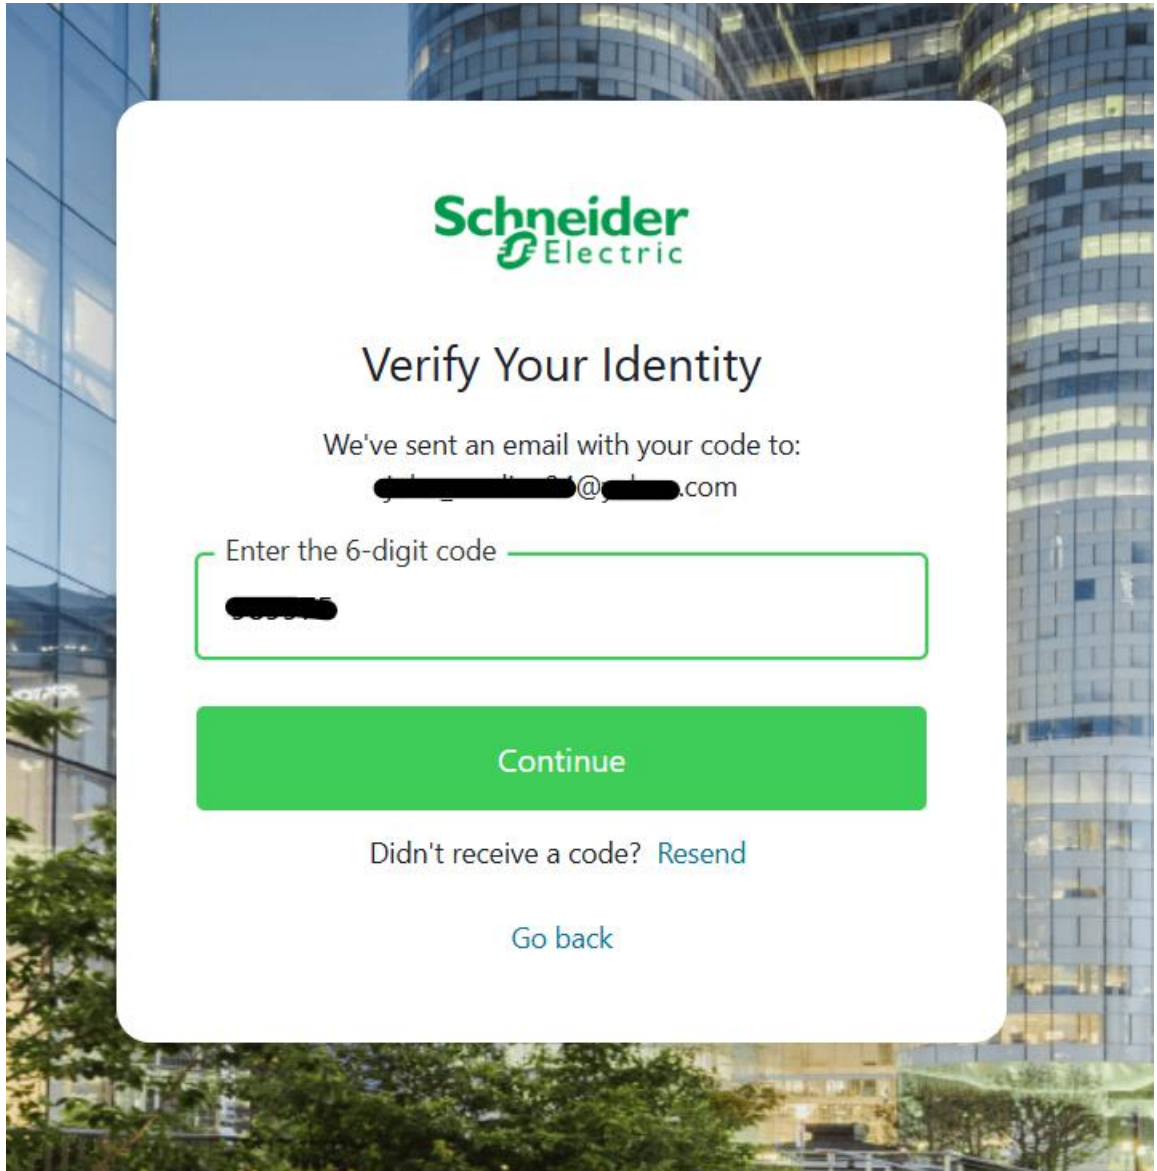 Schneider
Electric
Verify Your Identity
We've sent an email with your code to:
.com
Enter the 6-digit code
Continue
Didn't receive a code? Resend
Go back